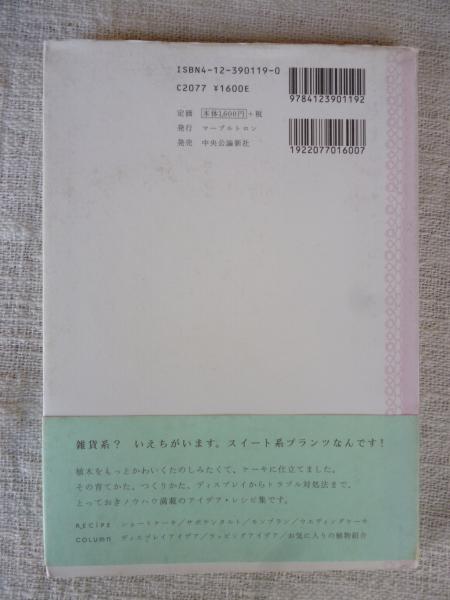 ISBN4-12-390119-0
C2077 ¥1600E
定価 本体1,600円+税
発行 マーブルトロン
発売 中央公論新社
9784123901192
1922077016007
雑貨系? いえちがいます。スイート系プランツなんです!
植木をもっとかわいくたのしみたくて、ケーキに仕立てました。
その育てかた、つくりかた、ディスプレイからトラブル対処法まで、
とっておきノウハウ満載のアイデア・レシピ集です。
RECIPE ショートケーキ/サボテンタルト/モンブラン/ウエディングケーキ
COLUMN ディスプレイアイデア/ラッピングアイデア/お気に入りの植物紹介